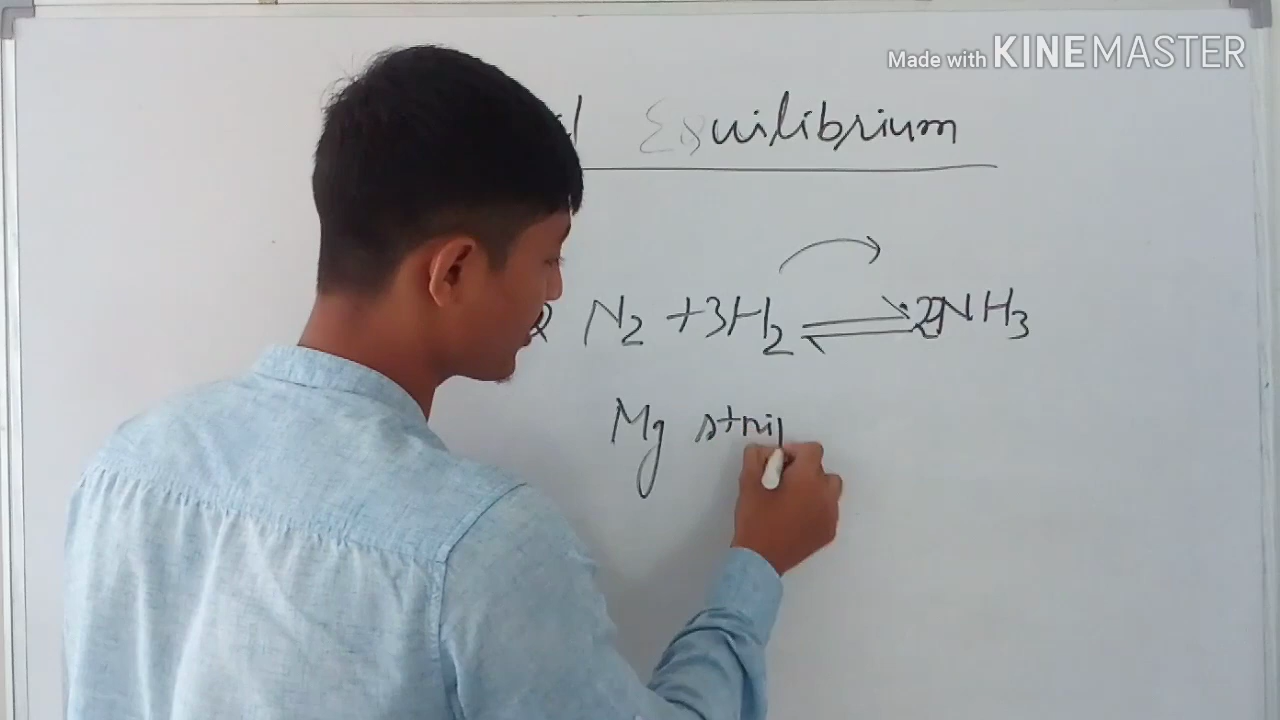 Made with KINEMASTER
Equilibrium
N2 +3H2 ⇌ 2NH3
Mg strip